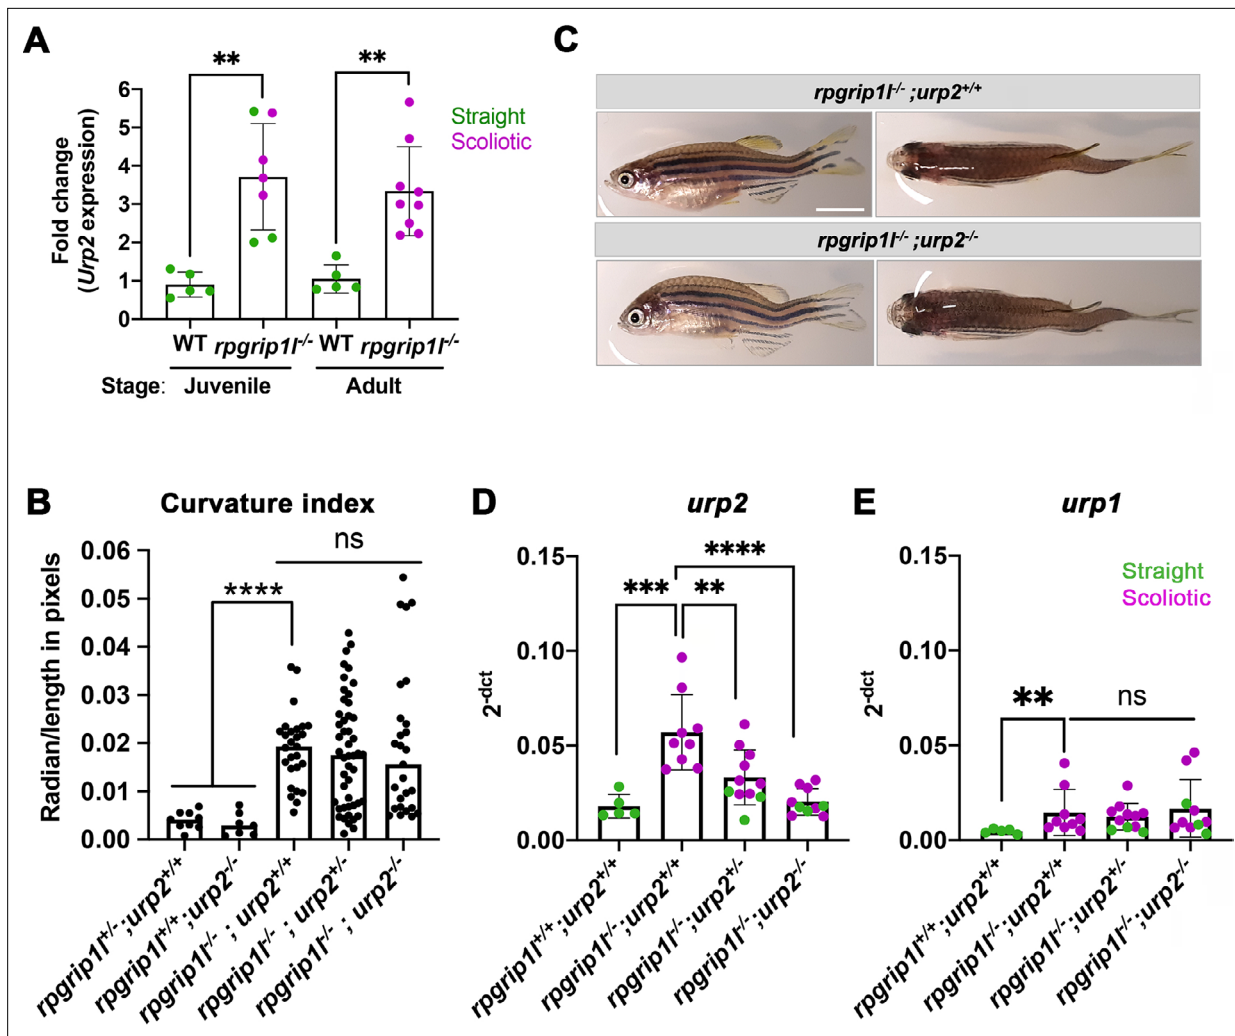 A
**
**
Fold change
(Urp2 expression)
6
5
4
3
2
1
0
Straight
Scoliotic
WT rpgrip1l-/- WT rpgrip1l-/-
Stage: Juvenile Adult
C
rpgrip1l-/- ;urp2+/+
rpgrip1l-/- ;urp2-/-
B
Curvature index
Radian/length in pixels
0.06
0.05
0.04
0.03
0.02
0.01
0.00
****
ns
rpgrip1l+/-;urp2+/+
rpgrip1l+/+;urp2-/-
rpgrip1l-/- ; urp2+/+
rpgrip1l-/- ; urp2+/-
rpgrip1l-/- ; urp2-/-
D
urp2
2-dct
0.15
0.10
0.05
0.00
****
*** **
rpgrip1l+/+;urp2+/+
rpgrip1l-/-;urp2+/+
rpgrip1l-/-;urp2+/-
rpgrip1l-/-;urp2-/-
E
urp1
2-dct
0.15
0.10
0.05
0.00
Straight
Scoliotic
** ns
rpgrip1l+/+;urp2+/+
rpgrip1l-/-;urp2+/+
rpgrip1l-/-;urp2+/-
rpgrip1l-/-;urp2-/-